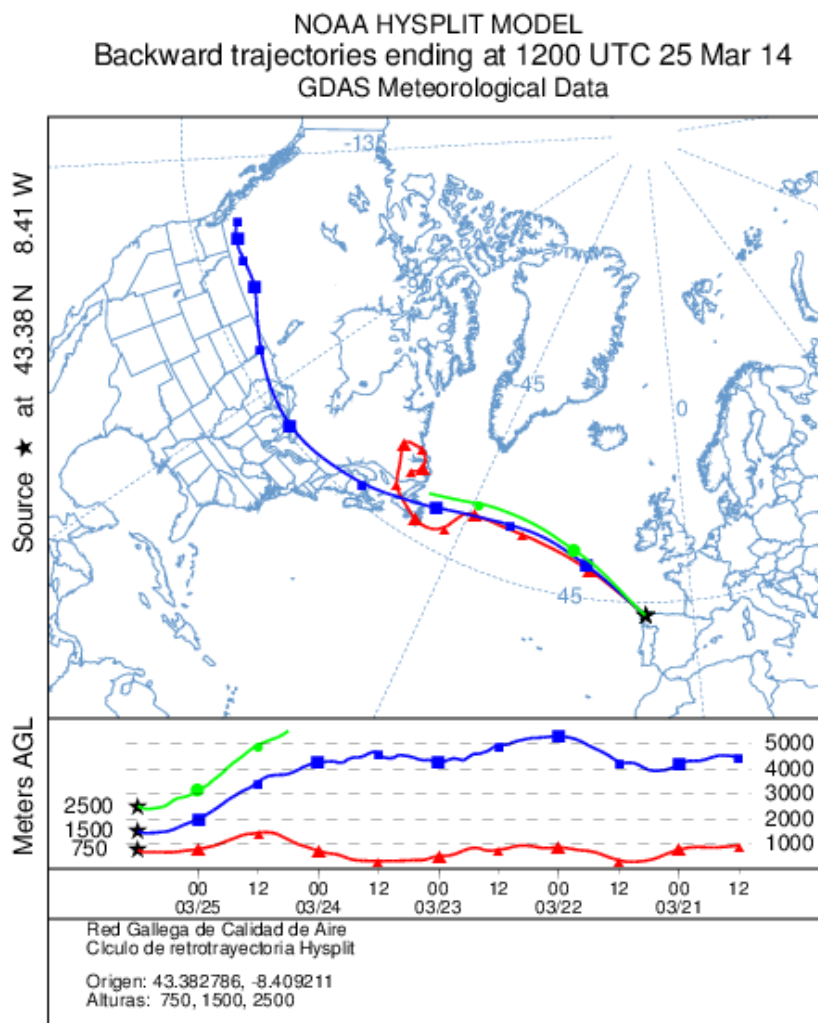 NOAA HYSPLIT MODEL
Backward trajectories ending at 1200 UTC 25 Mar 14
GDAS Meteorological Data
Source ★ at 43.38 N 8.41 W
-135
90
-45
0
45
Meters AGL
2500
1500
750
5000
4000
3000
2000
1000
00 12 00 12 00 12 00 12 00 12
03/25 03/24 03/23 03/22 03/21
Red Gallega de Calidad de Aire
Clculo de retrotrayectoria Hysplit
Origen: 43.382786, -8.409211
Alturas: 750, 1500, 2500